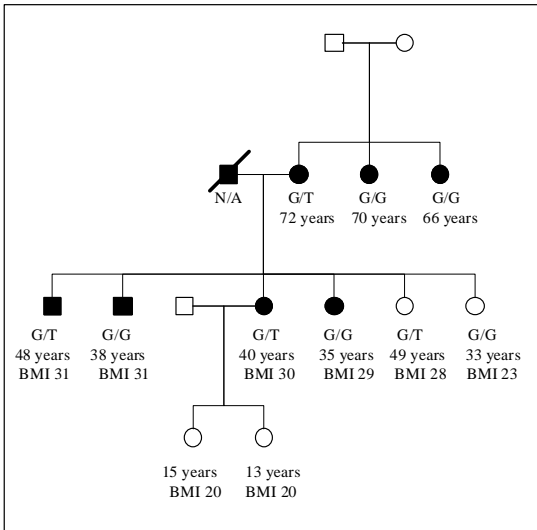 N/A G/T G/G G/G
72 years 70 years 66 years
G/T G/G G/T G/G G/T G/G
48 years 38 years 40 years 35 years 49 years 33 years
BMI 31 BMI 31 BMI 30 BMI 29 BMI 28 BMI 23
15 years 13 years
BMI 20 BMI 20